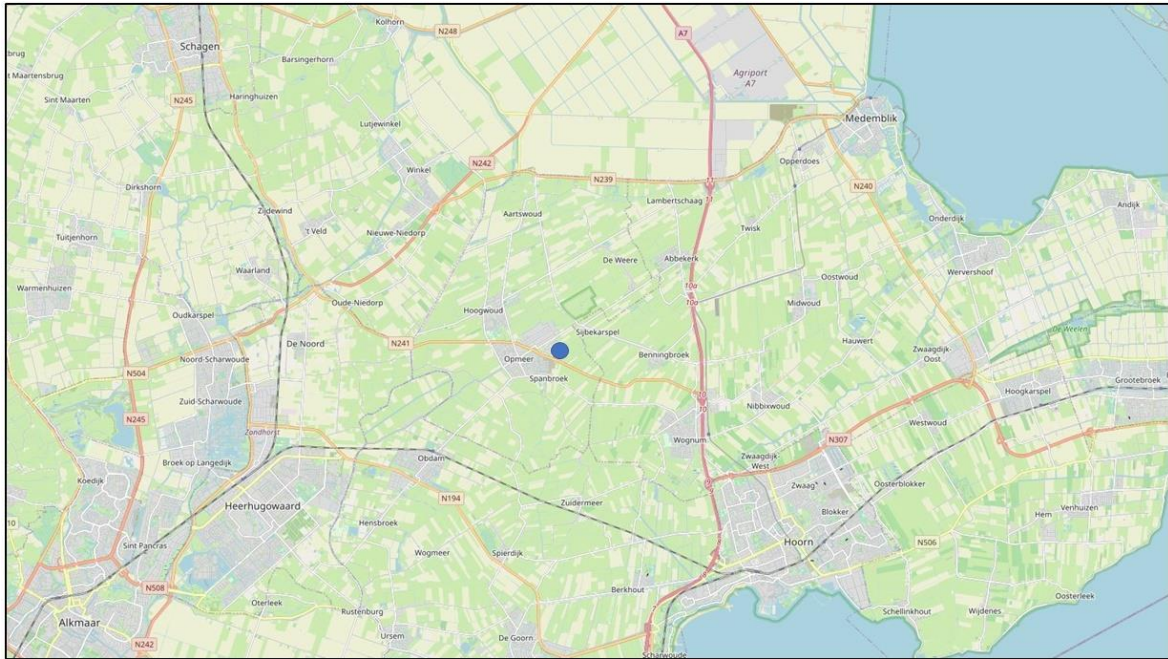 Kolhorn
N248
A7
Schagen
Barsingerhorn
Agriport
A7
Sint Maarten
Haringhuizen
N245
Medemblik
Lutjewinkel
Opperdoes
Winkel
N242
N239
N240
Dirkshorn
Lambertschaag
Andijk
Zijdewind
't Veld
Aartswoud
Onderdijk
Tuitjenhorn
Nieuwe-Niedorp
Twisk
Wervershoof
Waarland
De Weere
Abbekerk
Oostwoud
Warmenhuizen
10a
10a
Oude-Niedorp
Midwoud
Oudkarspel
Hoogwoud
Sijbekarspel
De Weelen
De Noord
N241
Hauwert
Zwaagdijk-
Oost
Noord-Scharwoude
Opmeer
Benningbroek
N504
Spanbroek
Grootebroek
Hoogkarspel
N245
Zuid-Scharwoude
10
Nibbixwoud
Westwoud
Zandhorst
Wognum
N307
Broek op Langedijk
Obdam
Zwaagdijk-
West
Koedijk
Zwaag
Oosterblokker
Heerhugowaard
N194
Zuidermeer
Blokker
Hem
Venhuizen
Hensbroek
Sint Pancras
Wogmeer
Spierdijk
Hoorn
N506
N508
Berkhout
Oterleek
Rustenburg
Schellinkhout
Wijdenes
Oosterleek
Alkmaar
Ursem
De Goorn
N242
Scharwoude